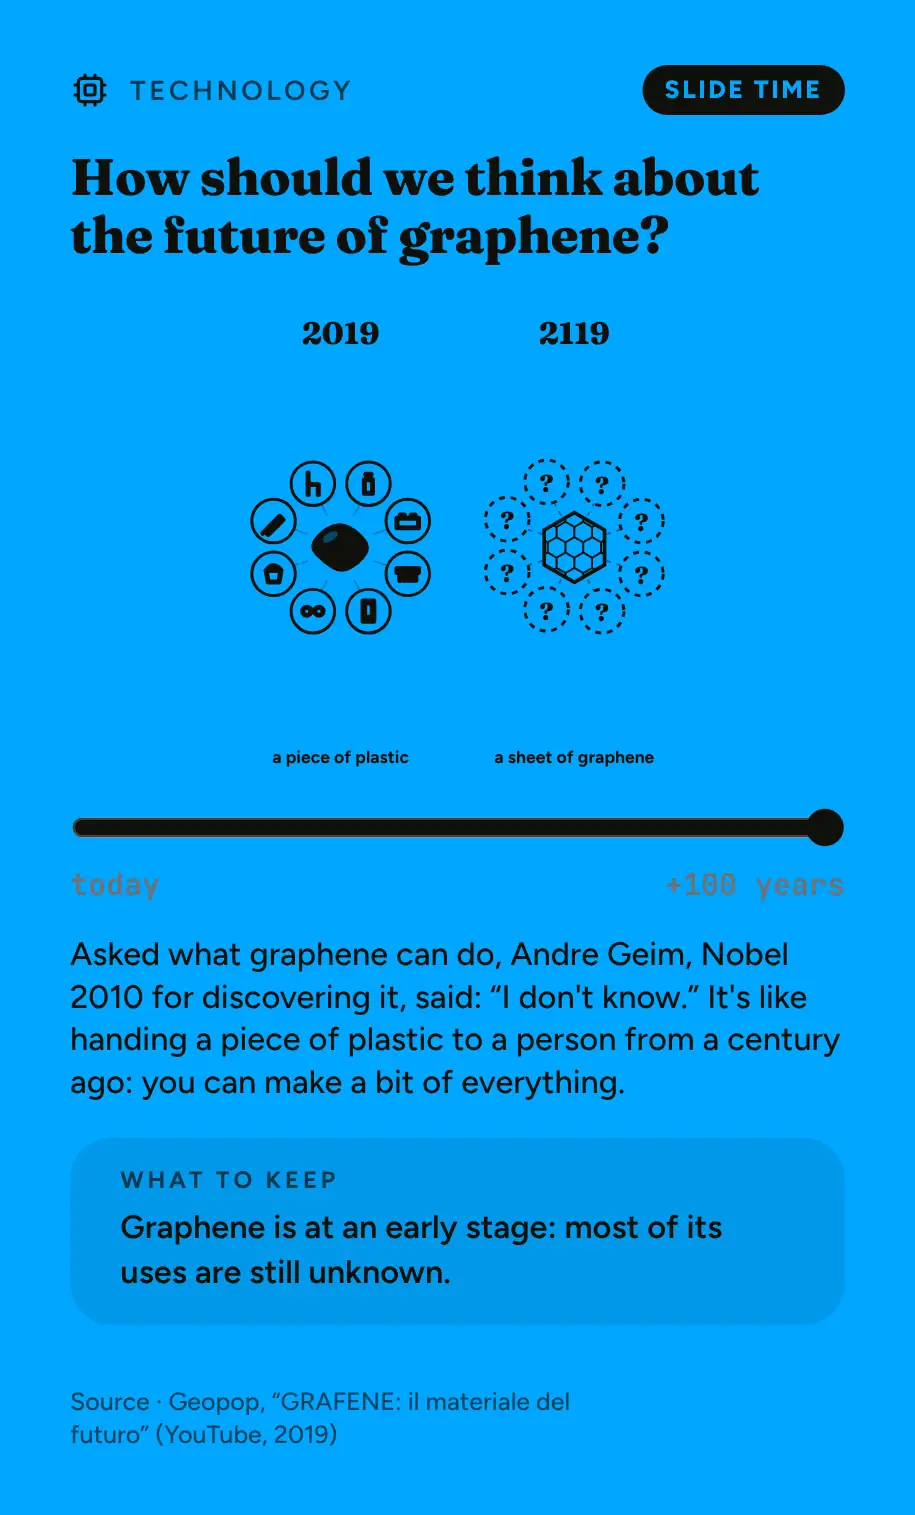 TECHNOLOGY
SLIDE TIME
How should we think about
the future of graphene?
2019
2119
? ? ? ? ? ? ? ?
a piece of plastic
a sheet of graphene
today
+100 years
Asked what graphene can do, Andre Geim, Nobel
2010 for discovering it, said: “I don't know.” It's like
handing a piece of plastic to a person from a century
ago: you can make a bit of everything.
WHAT TO KEEP
Graphene is at an early stage: most of its
uses are still unknown.
Source · Geopop, “GRAFENE: il materiale del
futuro” (YouTube, 2019)